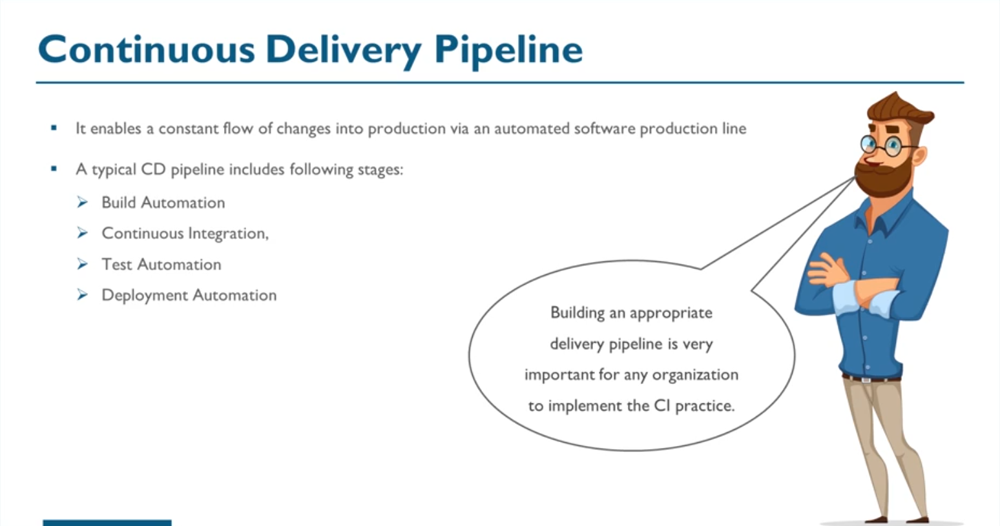 Continuous Delivery Pipeline
It enables a constant flow of changes into production via an automated software production line
A typical CD pipeline includes following stages:
Build Automation
Continuous Integration,
Test Automation
Deployment Automation
Building an appropriate
delivery pipeline is very
important for any organization
to implement the CI practice.